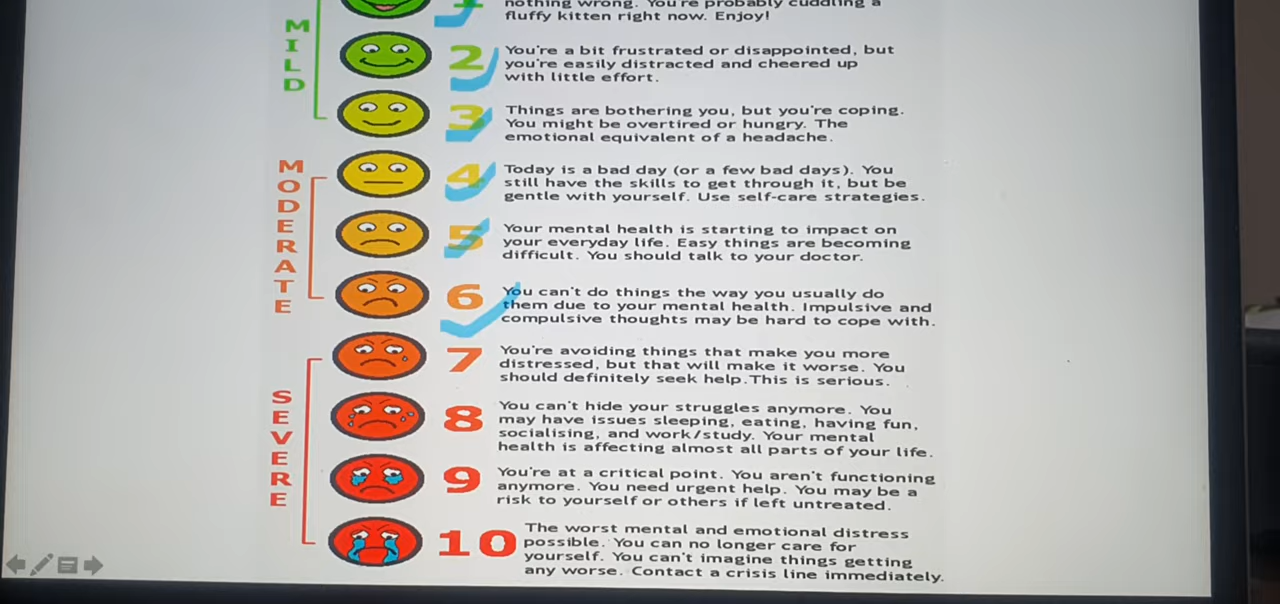 MILD
1
nothing wrong. You're probably cuddling a
fluffy kitten right now. Enjoy!
2
You're a bit frustrated or disappointed, but
you're easily distracted and cheered up
with little effort.
3
Things are bothering you, but you're coping.
You might be overtired or hungry. The
emotional equivalent of a headache.
MODERATE
4
Today is a bad day (or a few bad days). You
still have the skills to get through it, but be
gentle with yourself. Use self-care strategies.
5
Your mental health is starting to impact on
your everyday life. Easy things are becoming
difficult. You should talk to your doctor.
6
You can't do things the way you usually do
them due to your mental health. Impulsive and
compulsive thoughts may be hard to cope with.
SEVERE
7
You're avoiding things that make you more
distressed, but that will make it worse. You
should definitely seek help.This is serious.
8
You can't hide your struggles anymore. You
may have issues sleeping, eating, having fun,
socialising, and work/study. Your mental
health is affecting almost all parts of your life.
9
You're at a critical point. You aren't functioning
anymore. You need urgent help. You may be a
risk to yourself or others if left untreated.
10
The worst mental and emotional distress
possible. You can no longer care for
yourself. You can't imagine things getting
any worse. Contact a crisis line immediately.